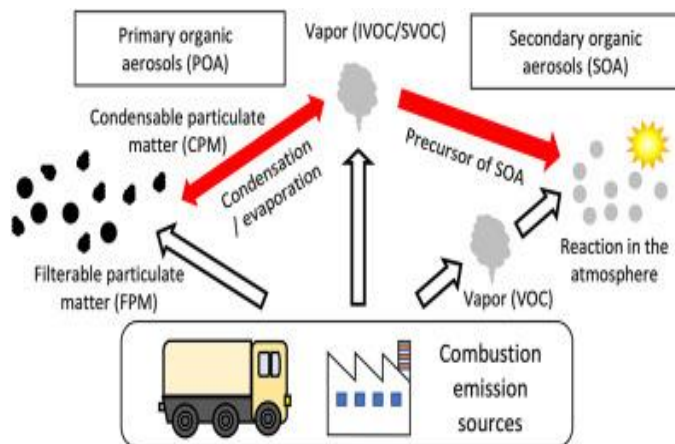 Primary organic
aerosols (POA)
Vapor (IVOC/SVOC)
Secondary organic
aerosols (SOA)
Condensable particulate
matter (CPM)
Condensation
/ evaporation
Precursor of SOA
Filterable particulate
matter (FPM)
Vapor (VOC)
Reaction in the
atmosphere
Combustion
emission
sources